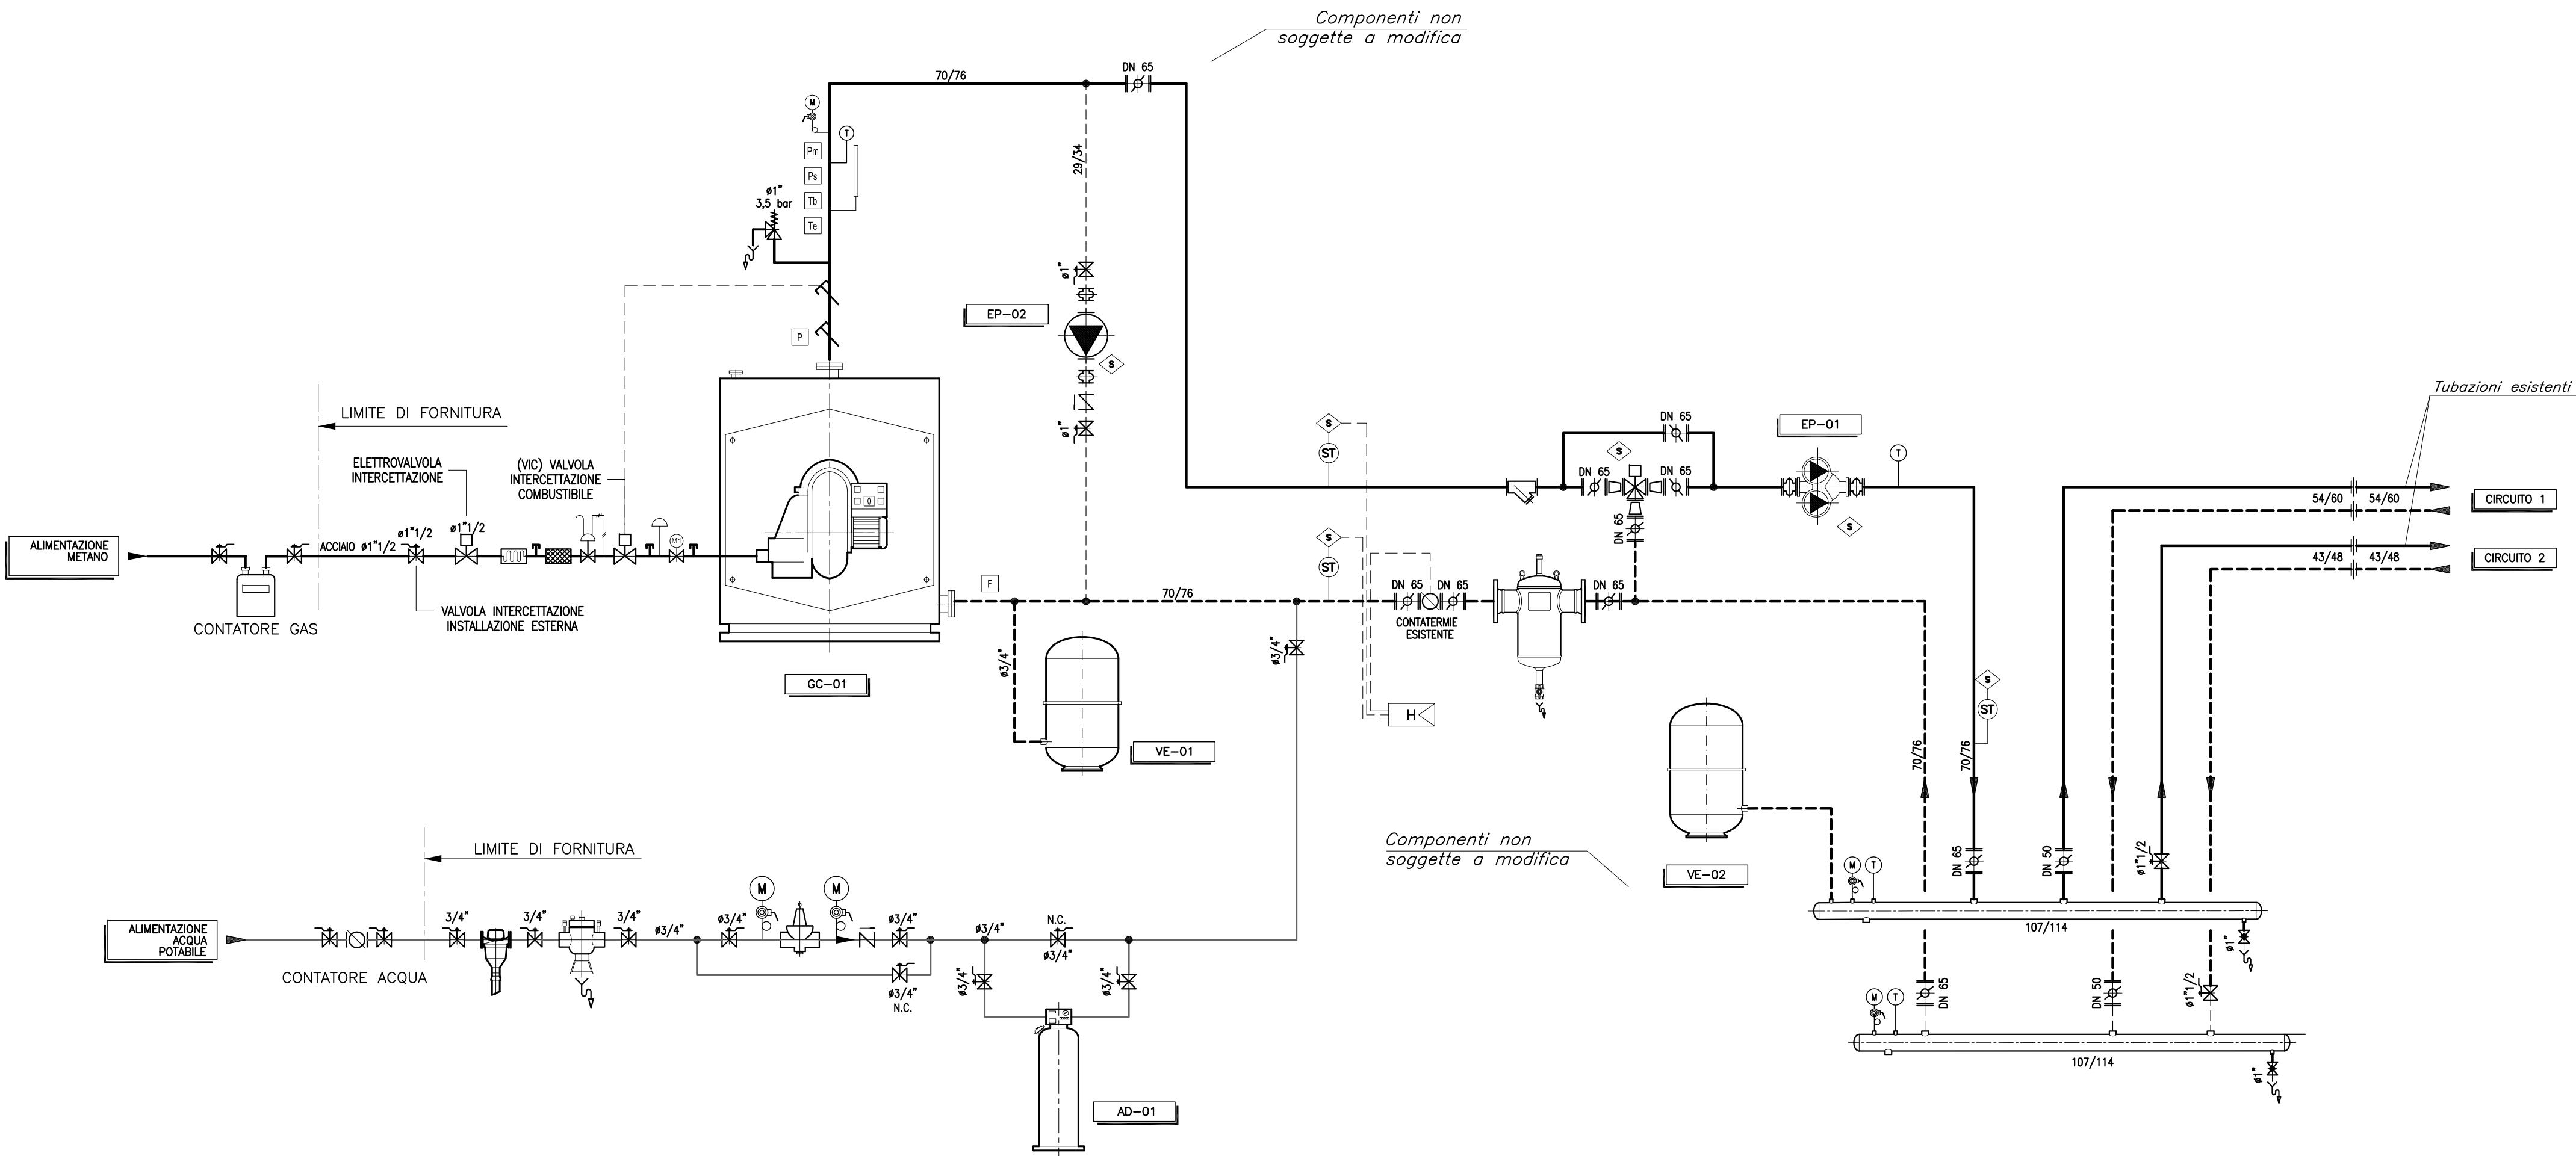 Componenti non
soggette a modifica
70/76
DN 65
M
T
Pm
Ps
Tb
Te
ø1"
3,5 bar
29/34
ø1"
EP-02
P
S
ø1"
LIMITE DI FORNITURA
ELETTROVALVOLA
INTERCETTAZIONE
(VIC) VALVOLA
INTERCETTAZIONE
COMBUSTIBILE
ALIMENTAZIONE
METANO
ACCIAIO ø1"1/2
ø1"1/2
ø1"1/2
M1
CONTATORE GAS
VALVOLA INTERCETTAZIONE
INSTALLAZIONE ESTERNA
GC-01
F
70/76
ø3/4"
VE-01
ø3/4"
S
ST
S
ST
DN 65
DN 65
CONTATERMIE
ESISTENTE
H
DN 65
DN 65
S
DN 65
DN 65
DN 65
EP-01
S
T
Tubazioni esistenti
54/60
54/60
CIRCUITO 1
43/48
43/48
CIRCUITO 2
S
ST
70/76
70/76
VE-02
Componenti non
soggette a modifica
M
T
DN 65
DN 50
ø1"1/2
107/114
ø1"
M
T
DN 65
DN 50
ø1"1/2
107/114
ø1"
LIMITE DI FORNITURA
ALIMENTAZIONE
ACQUA
POTABILE
CONTATORE ACQUA
3/4"
3/4"
3/4"
ø3/4"
ø3/4"
M
M
ø3/4"
ø3/4"
N.C.
ø3/4"
N.C.
ø3/4"
ø3/4"
ø3/4"
AD-01